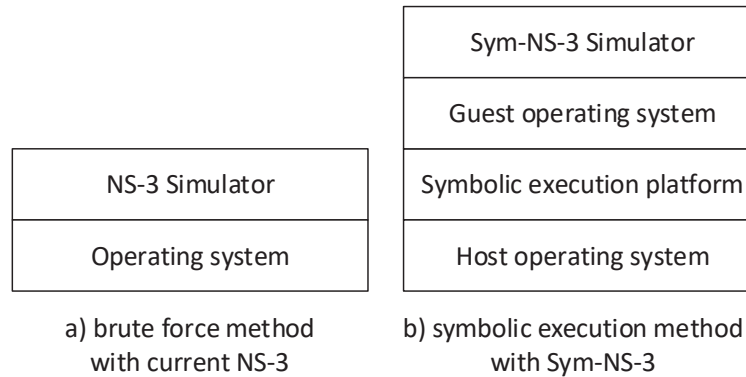 NS-3 Simulator
Operating system
a) brute force method
with current NS-3
Sym-NS-3 Simulator
Guest operating system
Symbolic execution platform
Host operating system
b) symbolic execution method
with Sym-NS-3